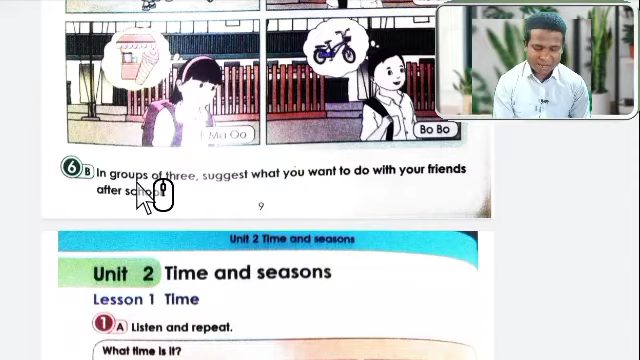 Ma Oo
Bo Bo
6 B In groups of three, suggest what you want to do with your friends
after school.
9
Unit 2 Time and seasons
Unit 2 Time and seasons
Lesson 1 Time
1 A Listen and repeat.
What time is it?